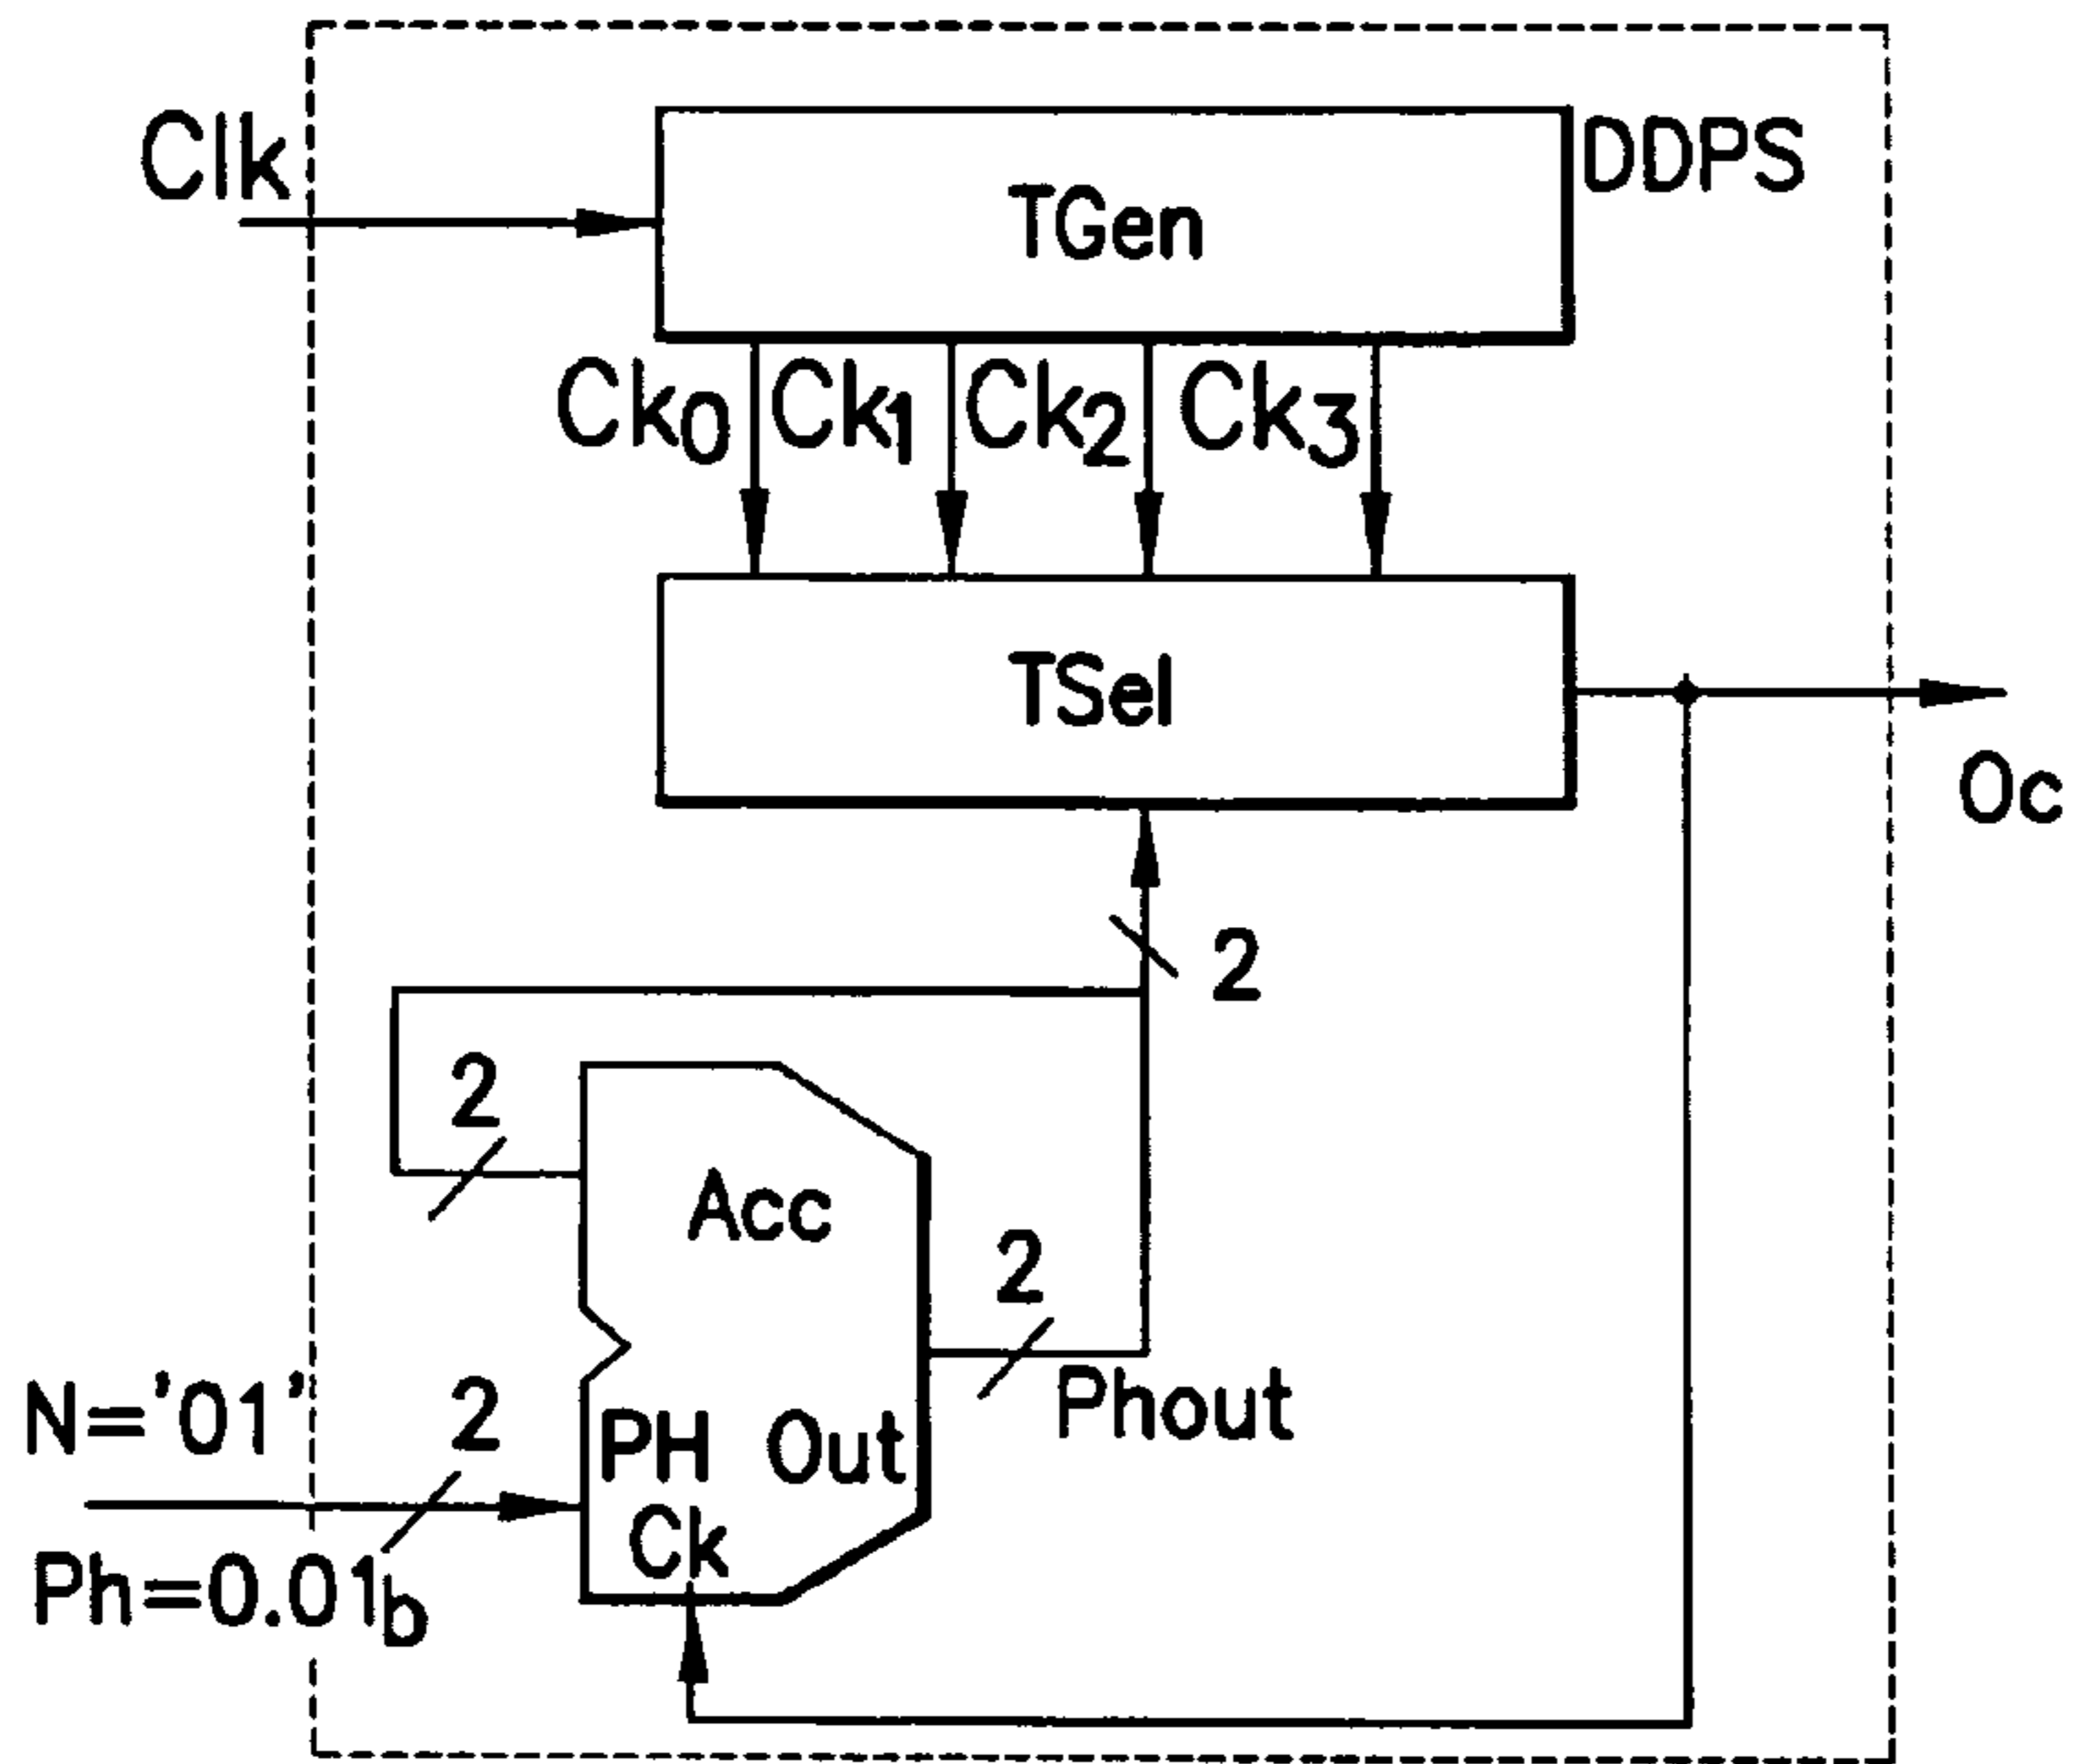 Clk
DDPS
TGen
Ck0 Ck1 Ck2 Ck3
TSel
Oc
2
2
Acc
2
Phout
N='01'
2
PH Out
Ck
Ph=0.01b